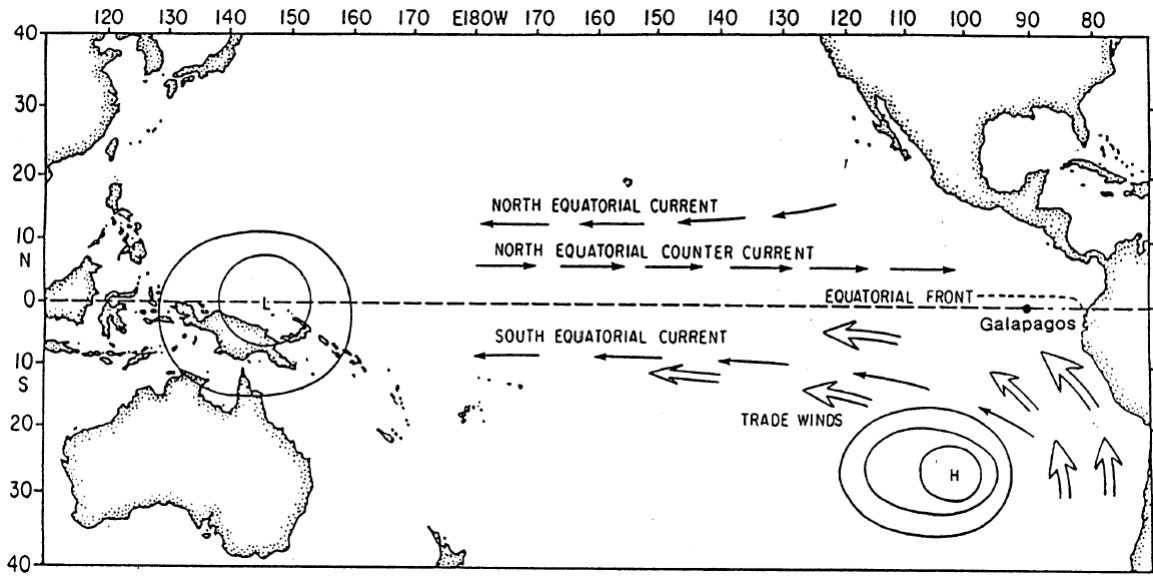 120 130 140 150 160 170 E180W 170 160 150 140 130 120 110 100 90 80
40
30
20
NORTH EQUATORIAL CURRENT
10
N
NORTH EQUATORIAL COUNTER CURRENT
0
L
EQUATORIAL FRONT
Galapagos
SOUTH EQUATORIAL CURRENT
10
S
20
TRADE WINDS
30
H
40